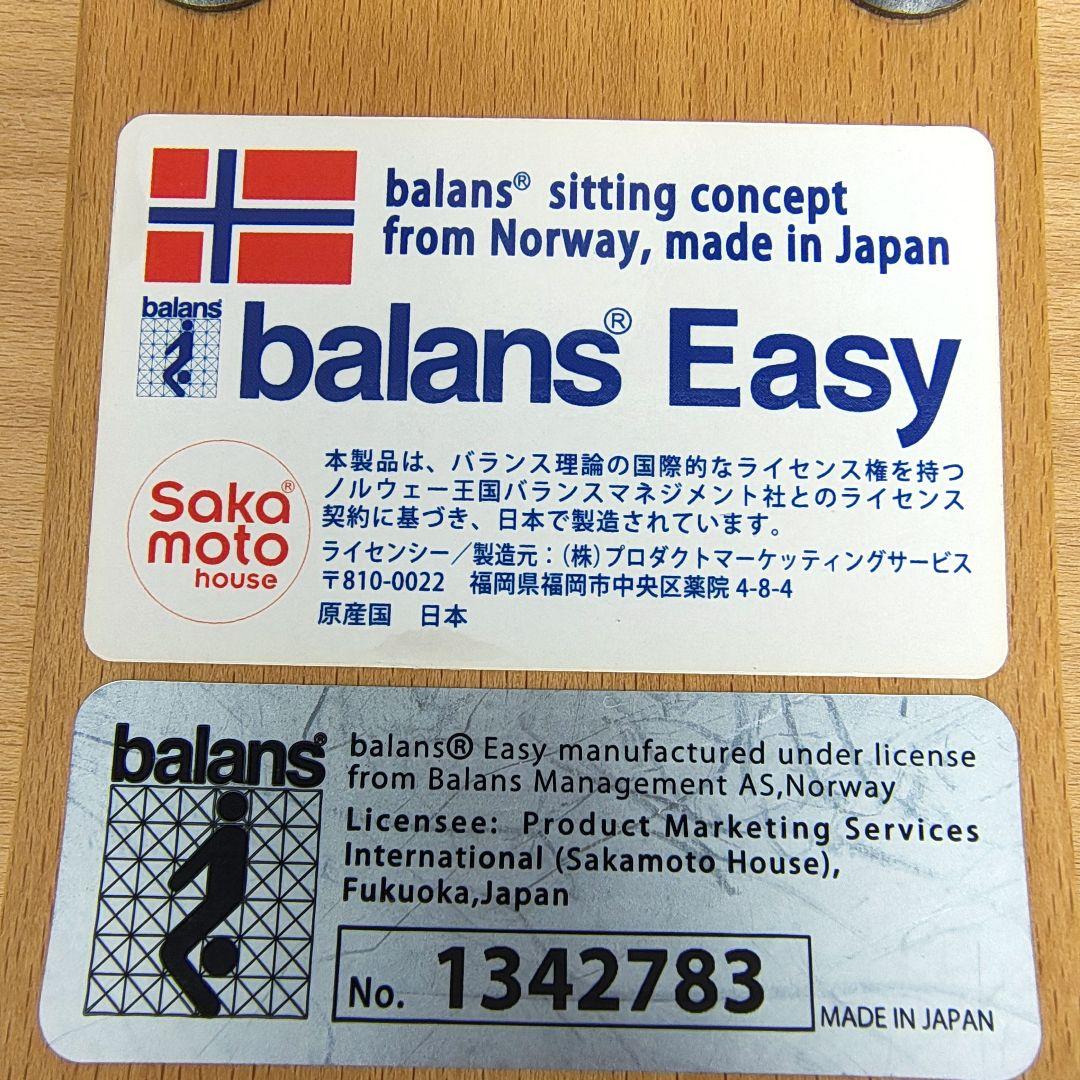 balans® sitting concept
from Norway, made in Japan
balans
balans® Easy
Saka®
moto
house
本製品は、バランス理論の国際的なライセンス権を持つ
ノルウェー王国バランスマネジメント社とのライセンス
契約に基づき、日本で製造されています。
ライセンシー／製造元：(株)プロダクトマーケッティングサービス
〒810-0022 福岡県福岡市中央区薬院 4-8-4
原産国 日本
balans®
balans® Easy manufactured under license
from Balans Management AS,Norway
Licensee: Product Marketing Services
International (Sakamoto House),
Fukuoka,Japan
No. 1342783
MADE IN JAPAN